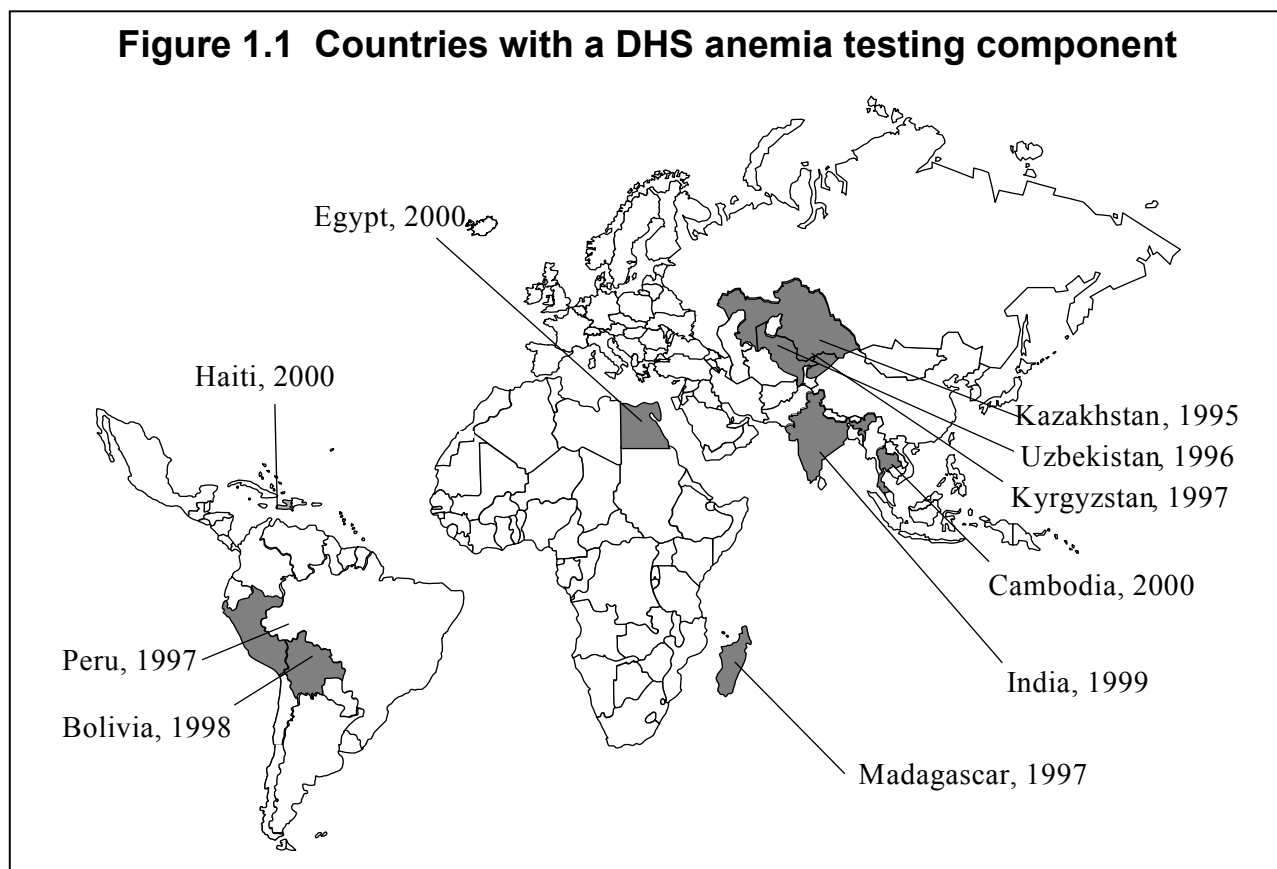 Figure 1.1 Countries with a DHS anemia testing component
Egypt, 2000
Haiti, 2000
Kazakhstan, 1995
Uzbekistan, 1996
Kyrgyzstan, 1997
Cambodia, 2000
Peru, 1997
India, 1999
Bolivia, 1998
Madagascar, 1997